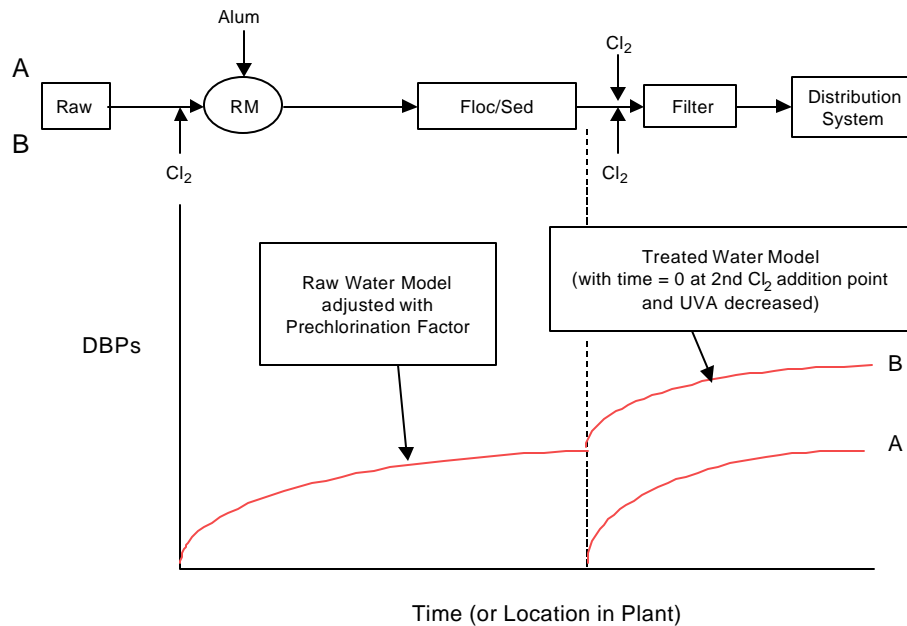 Alum
Cl2
A
Raw
RM
Floc/Sed
Filter
Distribution
System
B
Cl2
Cl2
Raw Water Model
adjusted with
Prechlorination Factor
Treated Water Model
(with time = 0 at 2nd Cl2 addition point
and UVA decreased)
DBPs
B
A
Time (or Location in Plant)